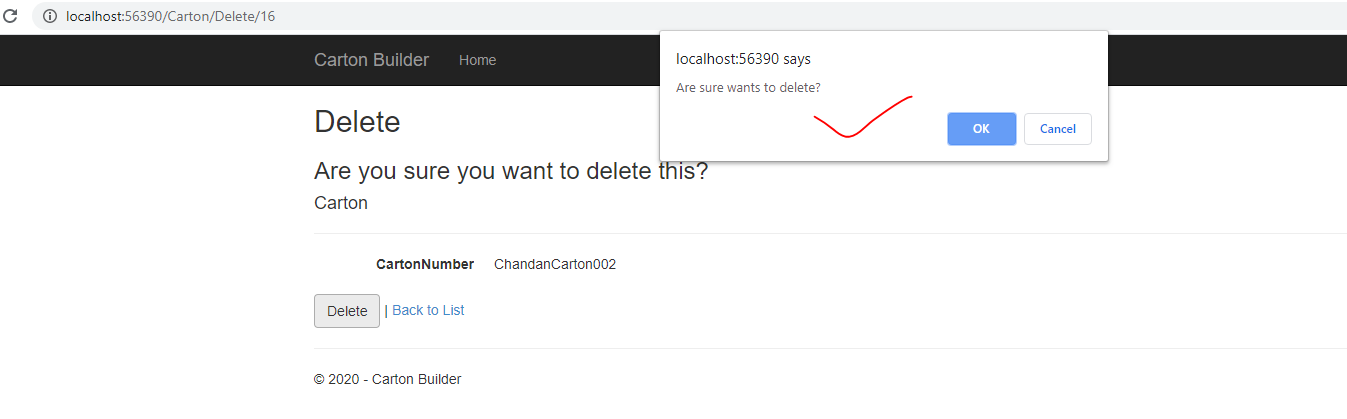 localhost:56390/Carton/Delete/16
Carton Builder Home
localhost:56390 says
Are sure wants to delete?
OK Cancel
Delete
Are you sure you want to delete this?
Carton
CartonNumber ChandanCarton002
Delete | Back to List
© 2020 - Carton Builder